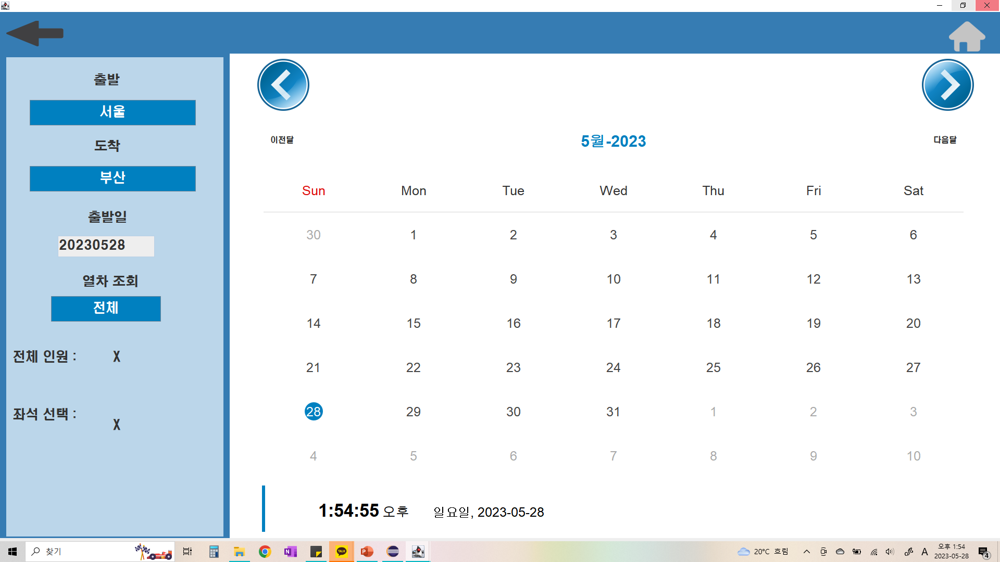 출발
서울
도착
부산
출발일
20230528
열차 조회
전체
전체 인원 : X
좌석 선택 :
X
이전달 5월-2023 다음달
Sun Mon Tue Wed Thu Fri Sat
30 1 2 3 4 5 6
7 8 9 10 11 12 13
14 15 16 17 18 19 20
21 22 23 24 25 26 27
28 29 30 31 1 2 3
4 5 6 7 8 9 10
1:54:55 오후 일요일, 2023-05-28
찾기
N
TALK
P
20°C 흐림
A
오후 1:54
2023-05-28
4